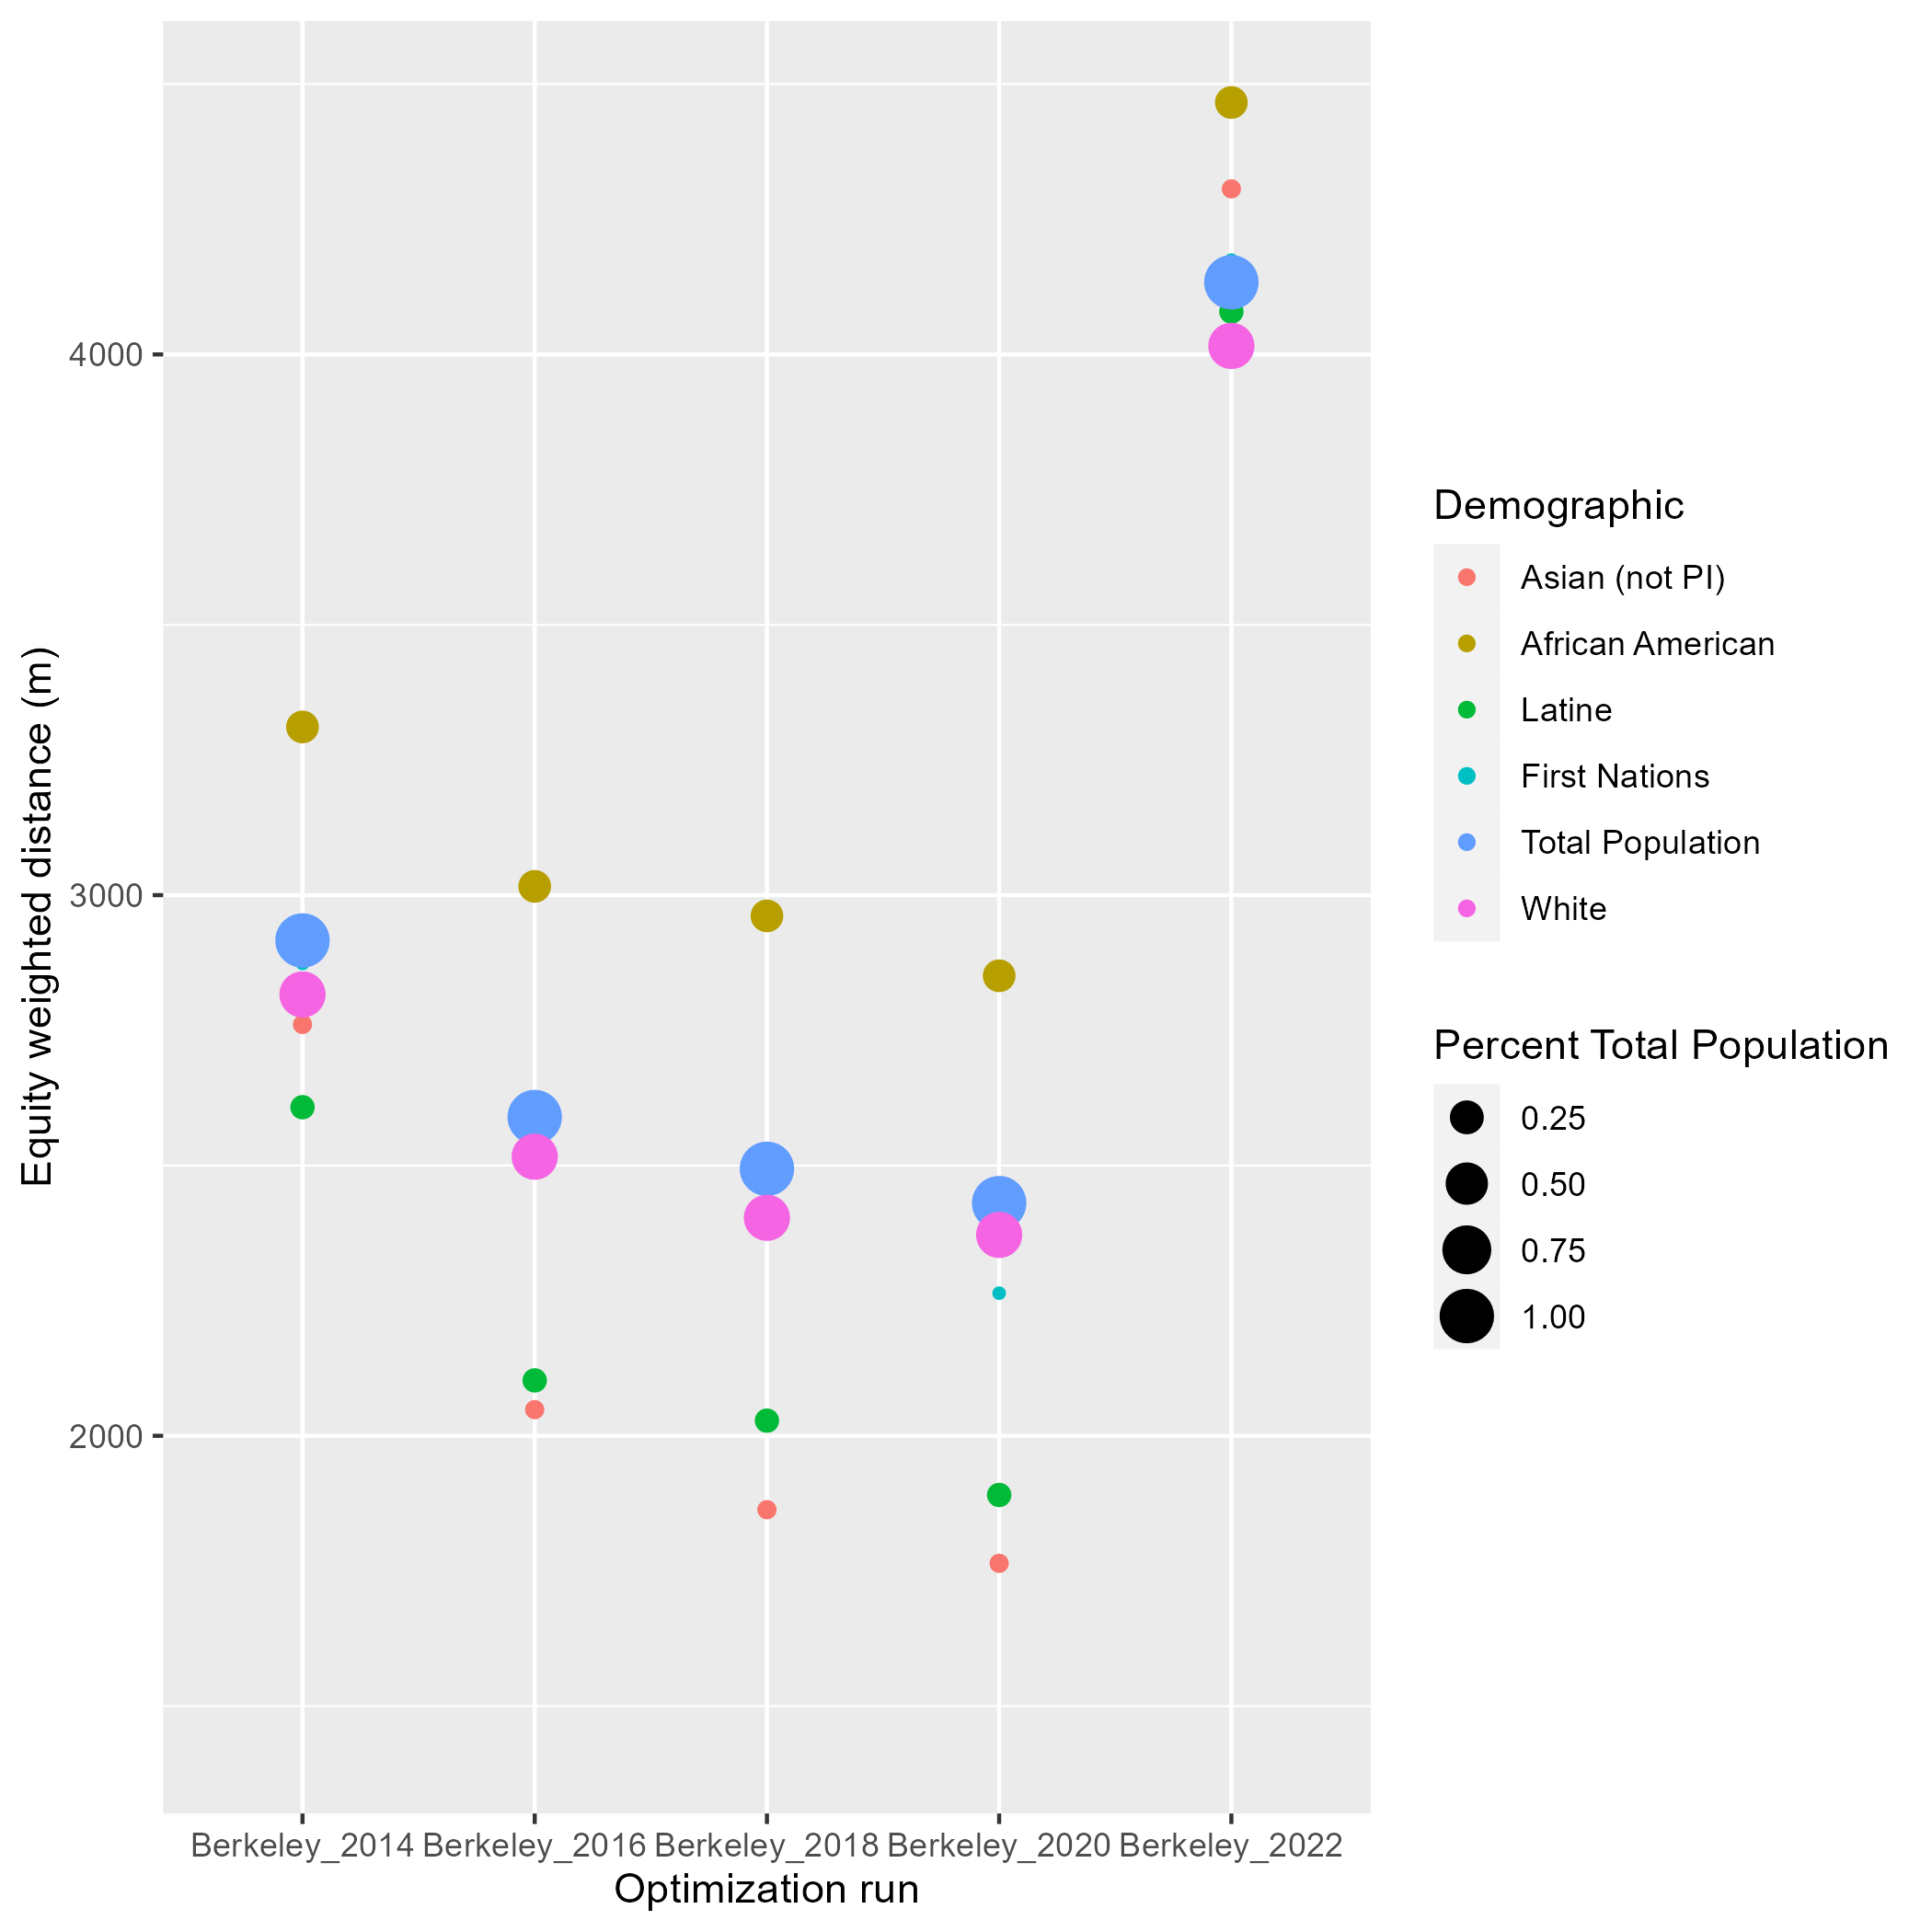 Equity weighted distance (m)
4000
3000
2000
Berkeley_2014 Berkeley_2016 Berkeley_2018 Berkeley_2020 Berkeley_2022
Optimization run
Demographic
Asian (not PI)
African American
Latine
First Nations
Total Population
White
Percent Total Population
0.25
0.50
0.75
1.00